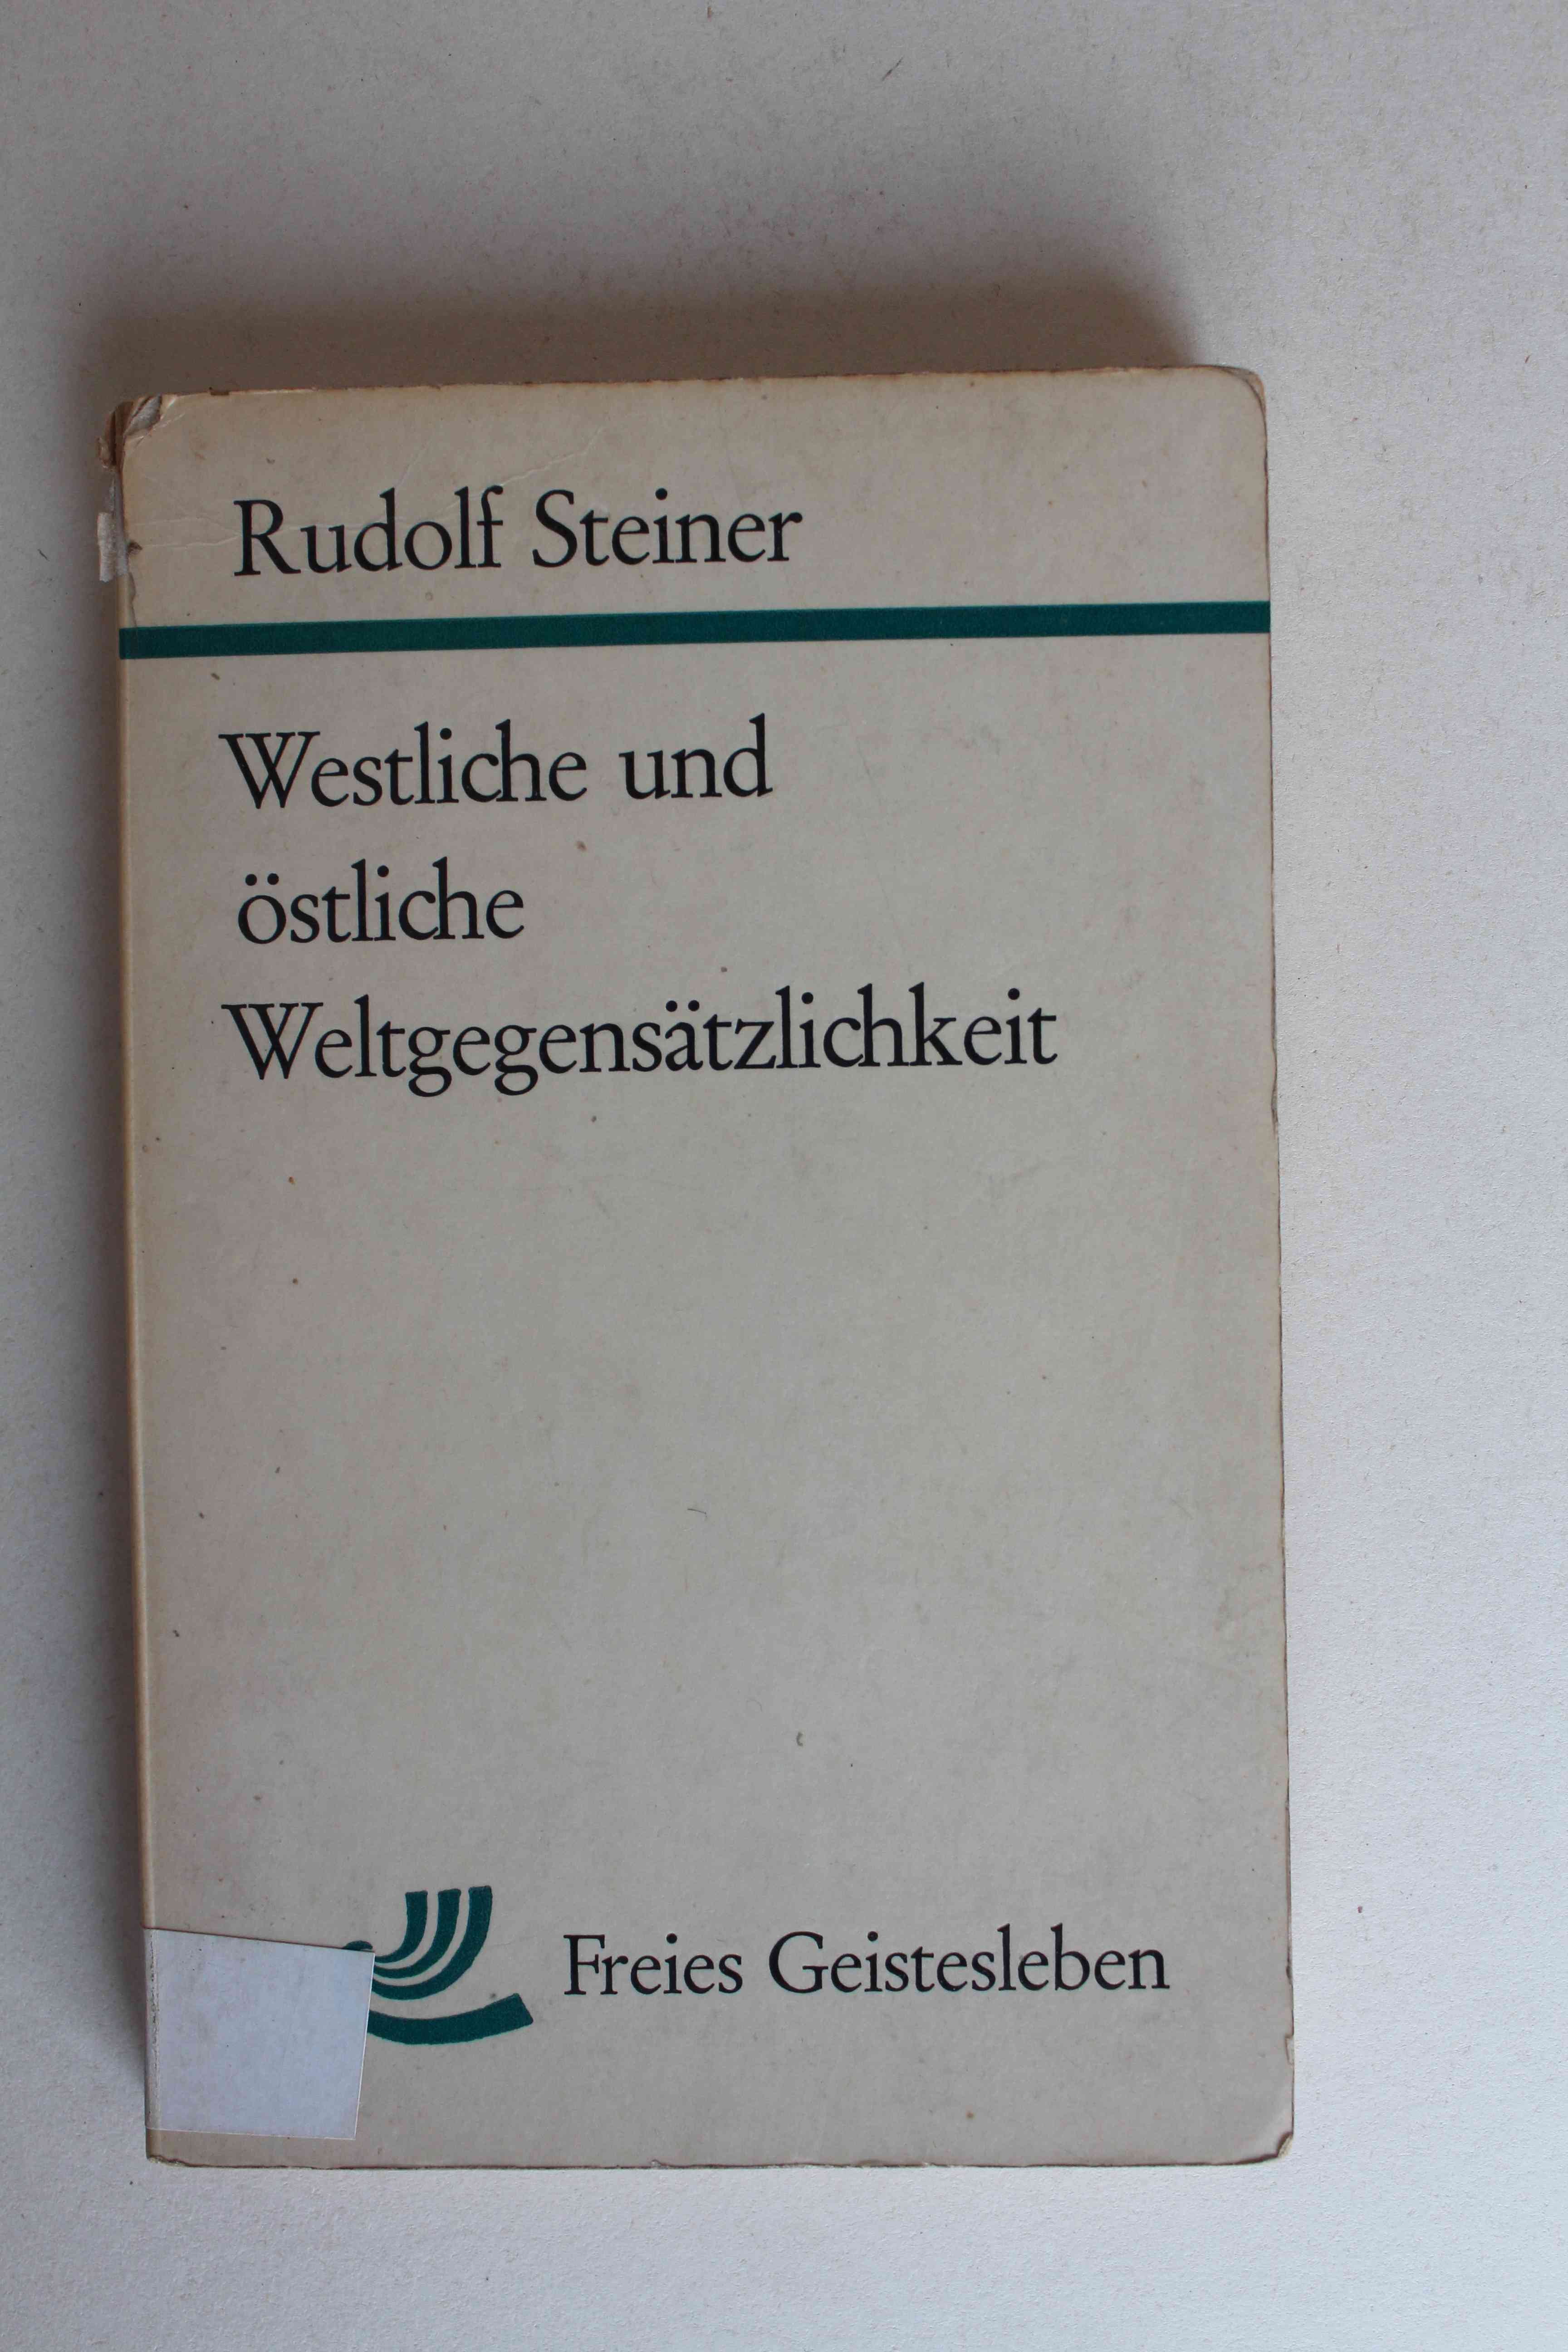 Rudolf Steiner
Westliche und
östliche
Weltgegensätzlichkeit
Freies Geistesleben